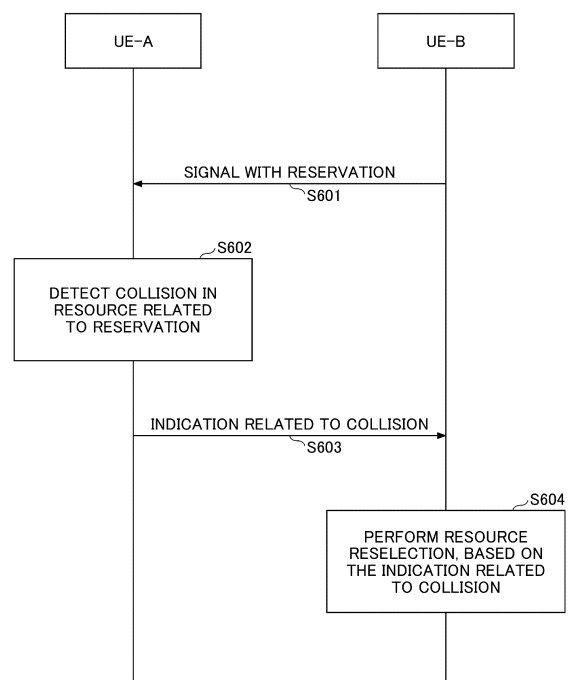 UE-A
UE-B
SIGNAL WITH RESERVATION
S601
S602
DETECT COLLISION IN
RESOURCE RELATED
TO RESERVATION
INDICATION RELATED TO COLLISION
S603
S604
PERFORM RESOURCE
RESELECTION, BASED ON
THE INDICATION RELATED
TO COLLISION